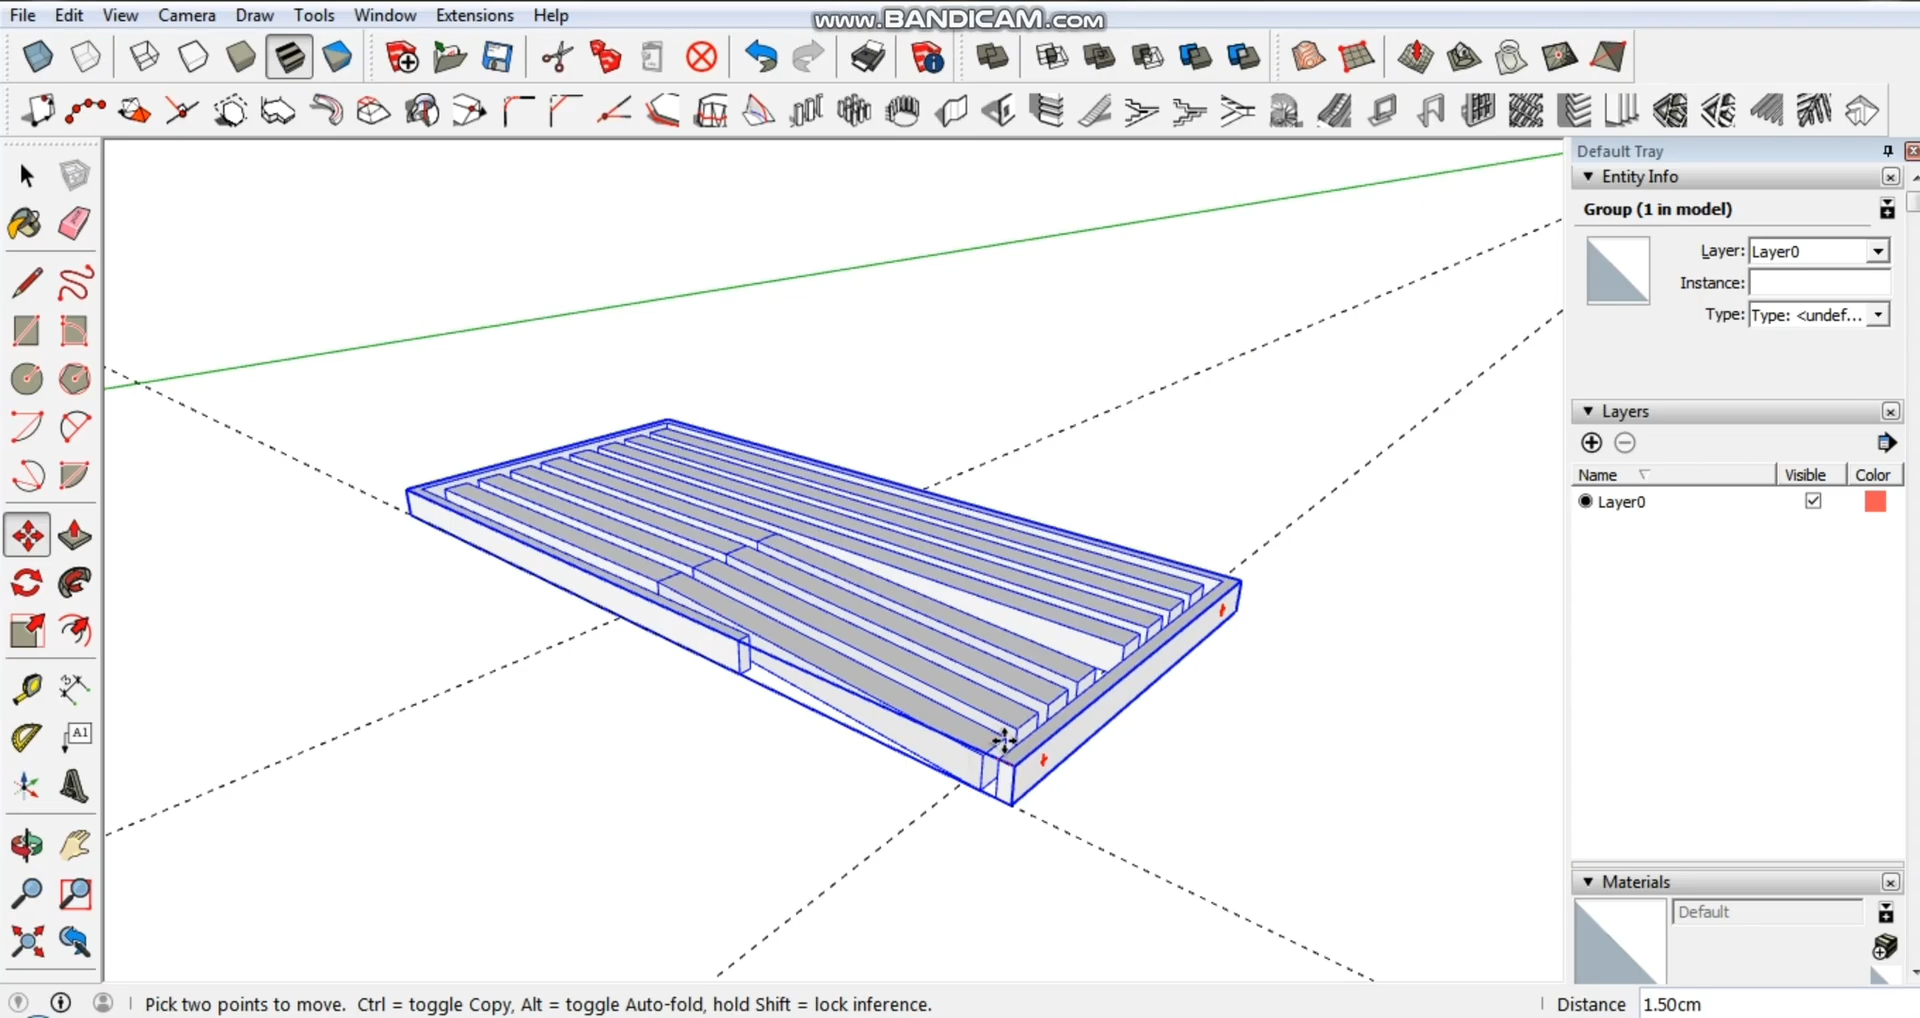 File Edit View Camera Draw Tools Window Extensions Help
www.BANDICAM.com
Default Tray
Entity Info
Group (1 in model)
Layer: Layer0
Instance:
Type: Type: <undef...
Layers
Name Visible Color
Layer0
Materials
Default
A1
Pick two points to move. Ctrl = toggle Copy, Alt = toggle Auto-fold, hold Shift = lock inference.
Distance 1.50cm